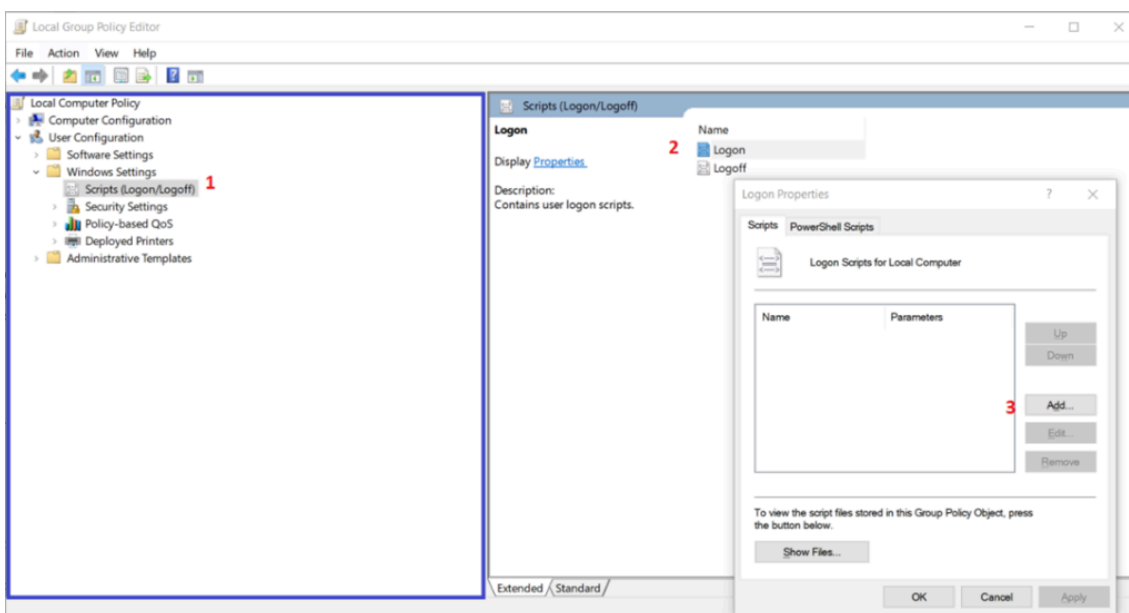 Local Group Policy Editor
File Action View Help
Local Computer Policy
Computer Configuration
User Configuration
Software Settings
Windows Settings
Scripts (Logon/Logoff) 1
Security Settings
Policy-based QoS
Deployed Printers
Administrative Templates
Scripts (Logon/Logoff)
Logon
Display Properties
Description:
Contains user logon scripts.
Name
2 Logon
Logoff
Logon Properties ?
Scripts PowerShell Scripts
Logon Scripts for Local Computer
Name Parameters
Up
Down
3 Add...
Edit...
Remove
To view the script files stored in this Group Policy Object, press
the button below.
Show Files...
OK Cancel Apply
Extended Standard